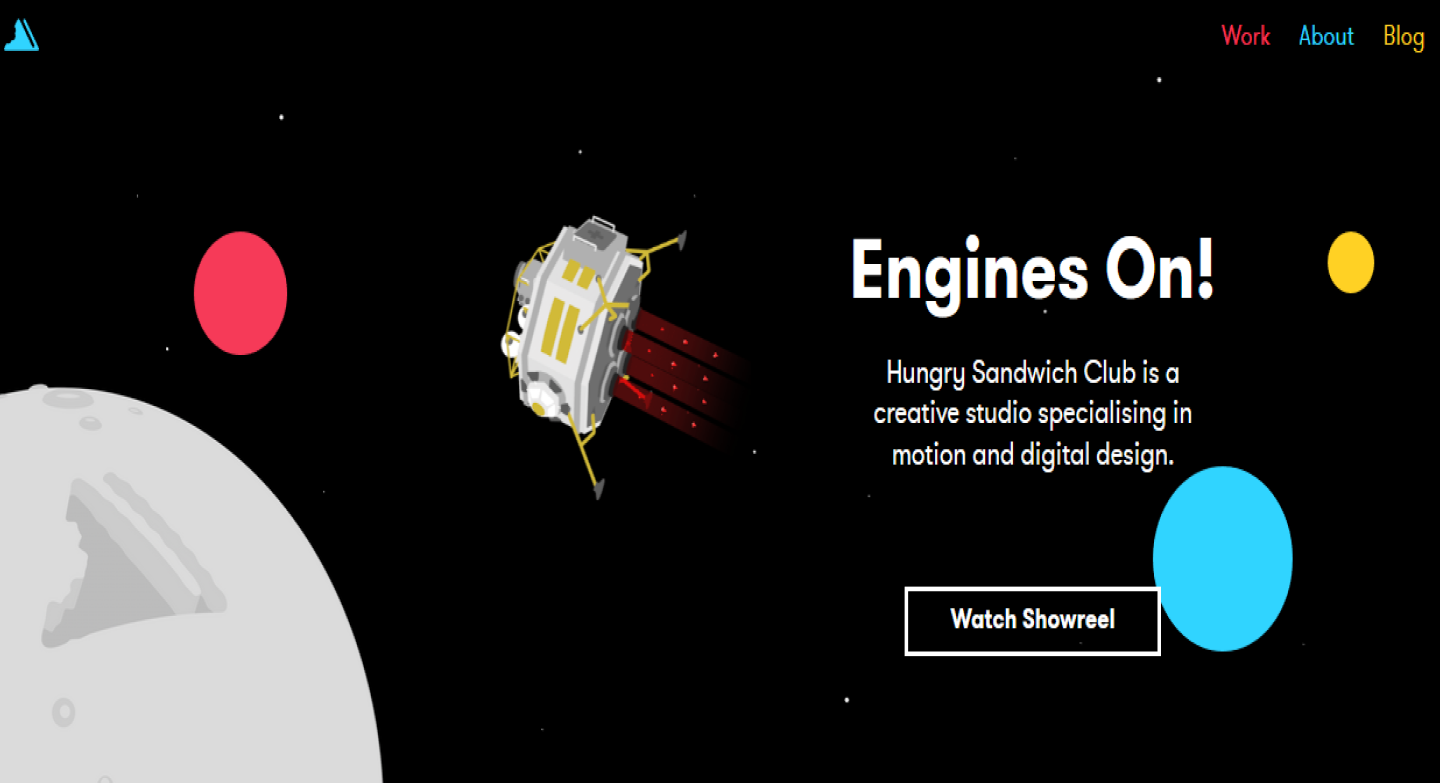 Work About Blog
Engines On!
Hungry Sandwich Club is a
creative studio specialising in
motion and digital design.
Watch Showreel